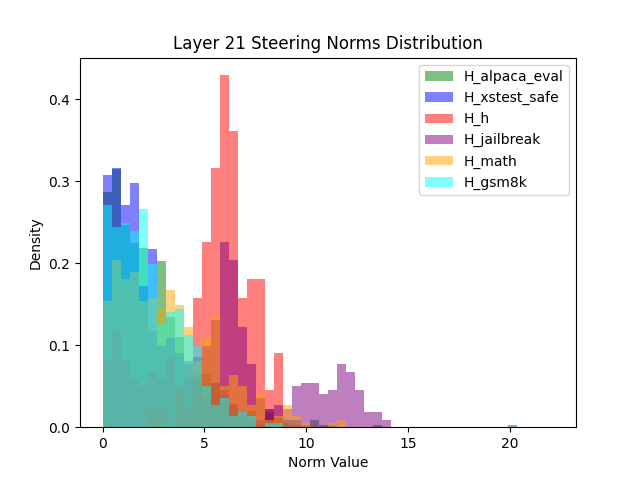 Layer 21 Steering Norms Distribution
H_alpaca_eval
H_xstest_safe
H_h
H_jailbreak
H_math
H_gsm8k
Density
0.4
0.3
0.2
0.1
0.0
0 5 10 15 20
Norm Value